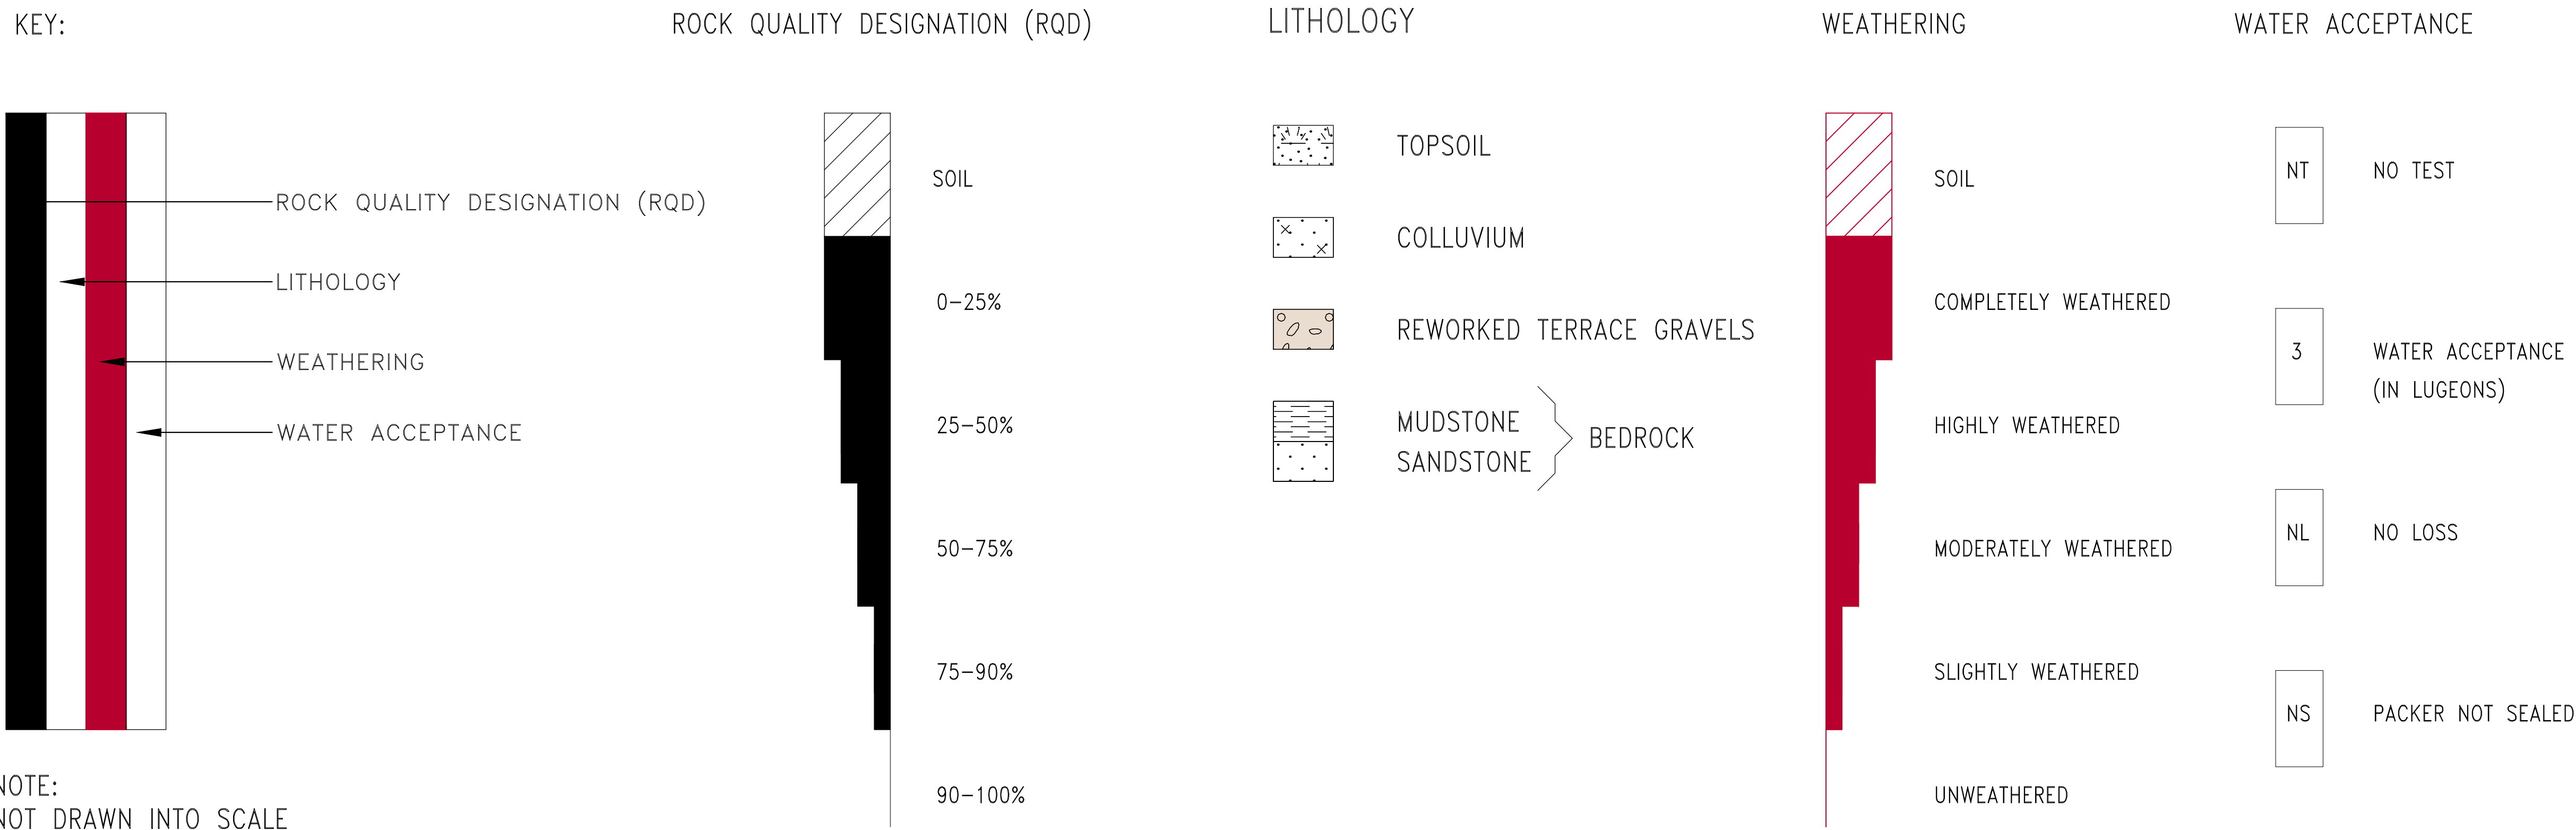 KEY:
ROCK QUALITY DESIGNATION (RQD)
LITHOLOGY
WEATHERING
WATER ACCEPTANCE
ROCK QUALITY DESIGNATION (RQD)
LITHOLOGY
WEATHERING
WATER ACCEPTANCE
NOTE:
NOT DRAWN INTO SCALE
SOIL
0-25%
25-50%
50-75%
75-90%
90-100%
TOPSOIL
COLLUVIUM
REWORKED TERRACE GRAVELS
MUDSTONE
SANDSTONE
BEDROCK
SOIL
COMPLETELY WEATHERED
HIGHLY WEATHERED
MODERATELY WEATHERED
SLIGHTLY WEATHERED
UNWEATHERED
NT NO TEST
3 WATER ACCEPTANCE
(IN LUGEONS)
NL NO LOSS
NS PACKER NOT SEALED